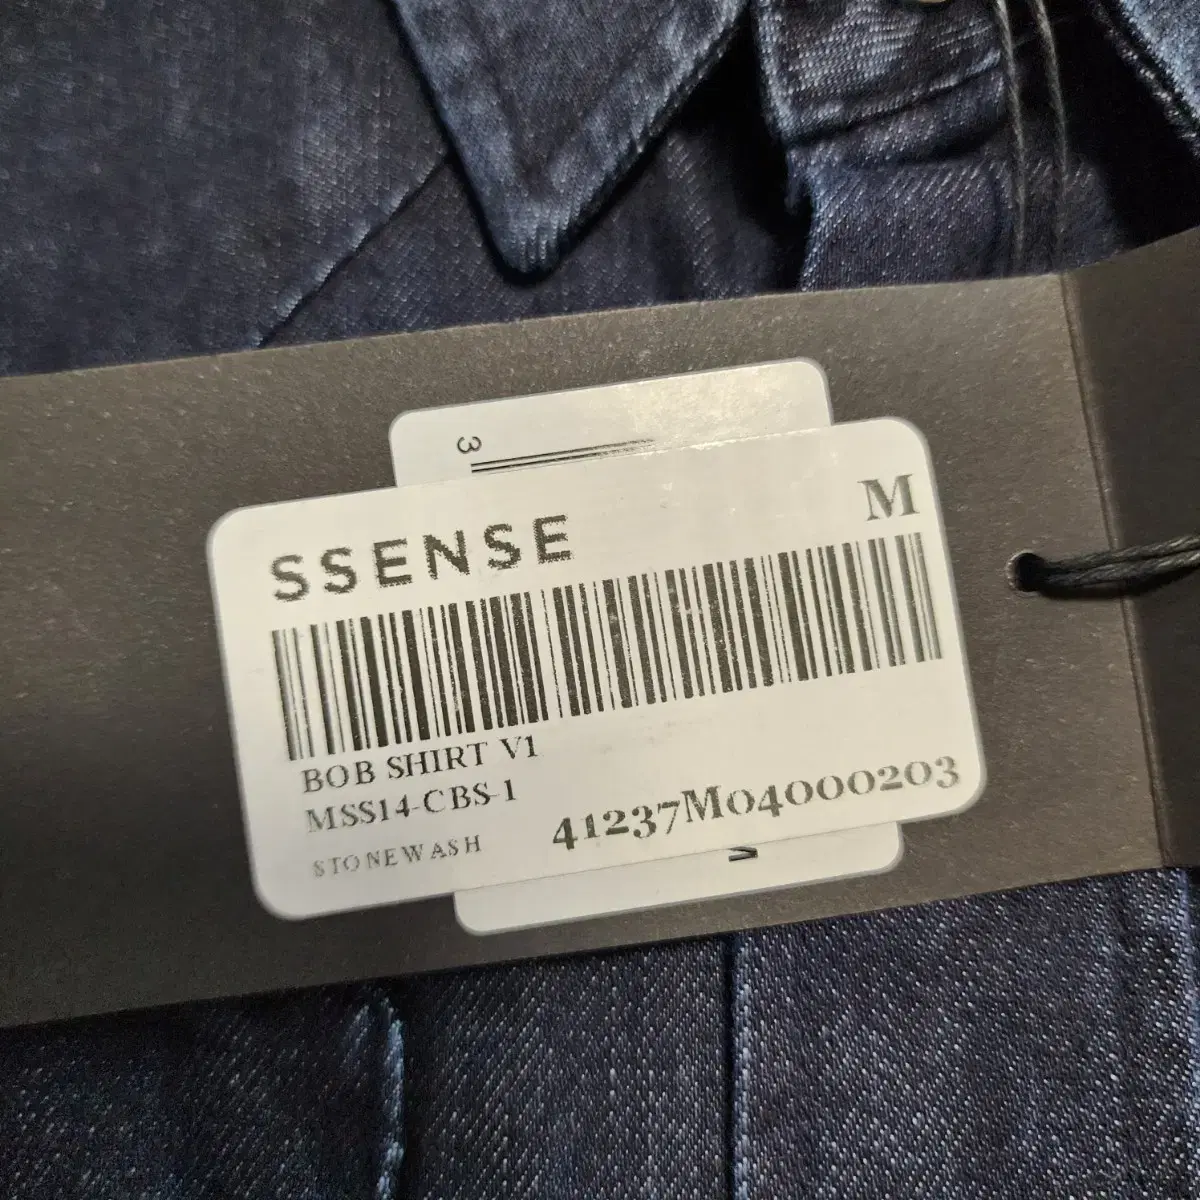 3
SSENSE
M
BOB SHIRT V1
MSS14-CBS-1
STONEWASH
41237M04000203